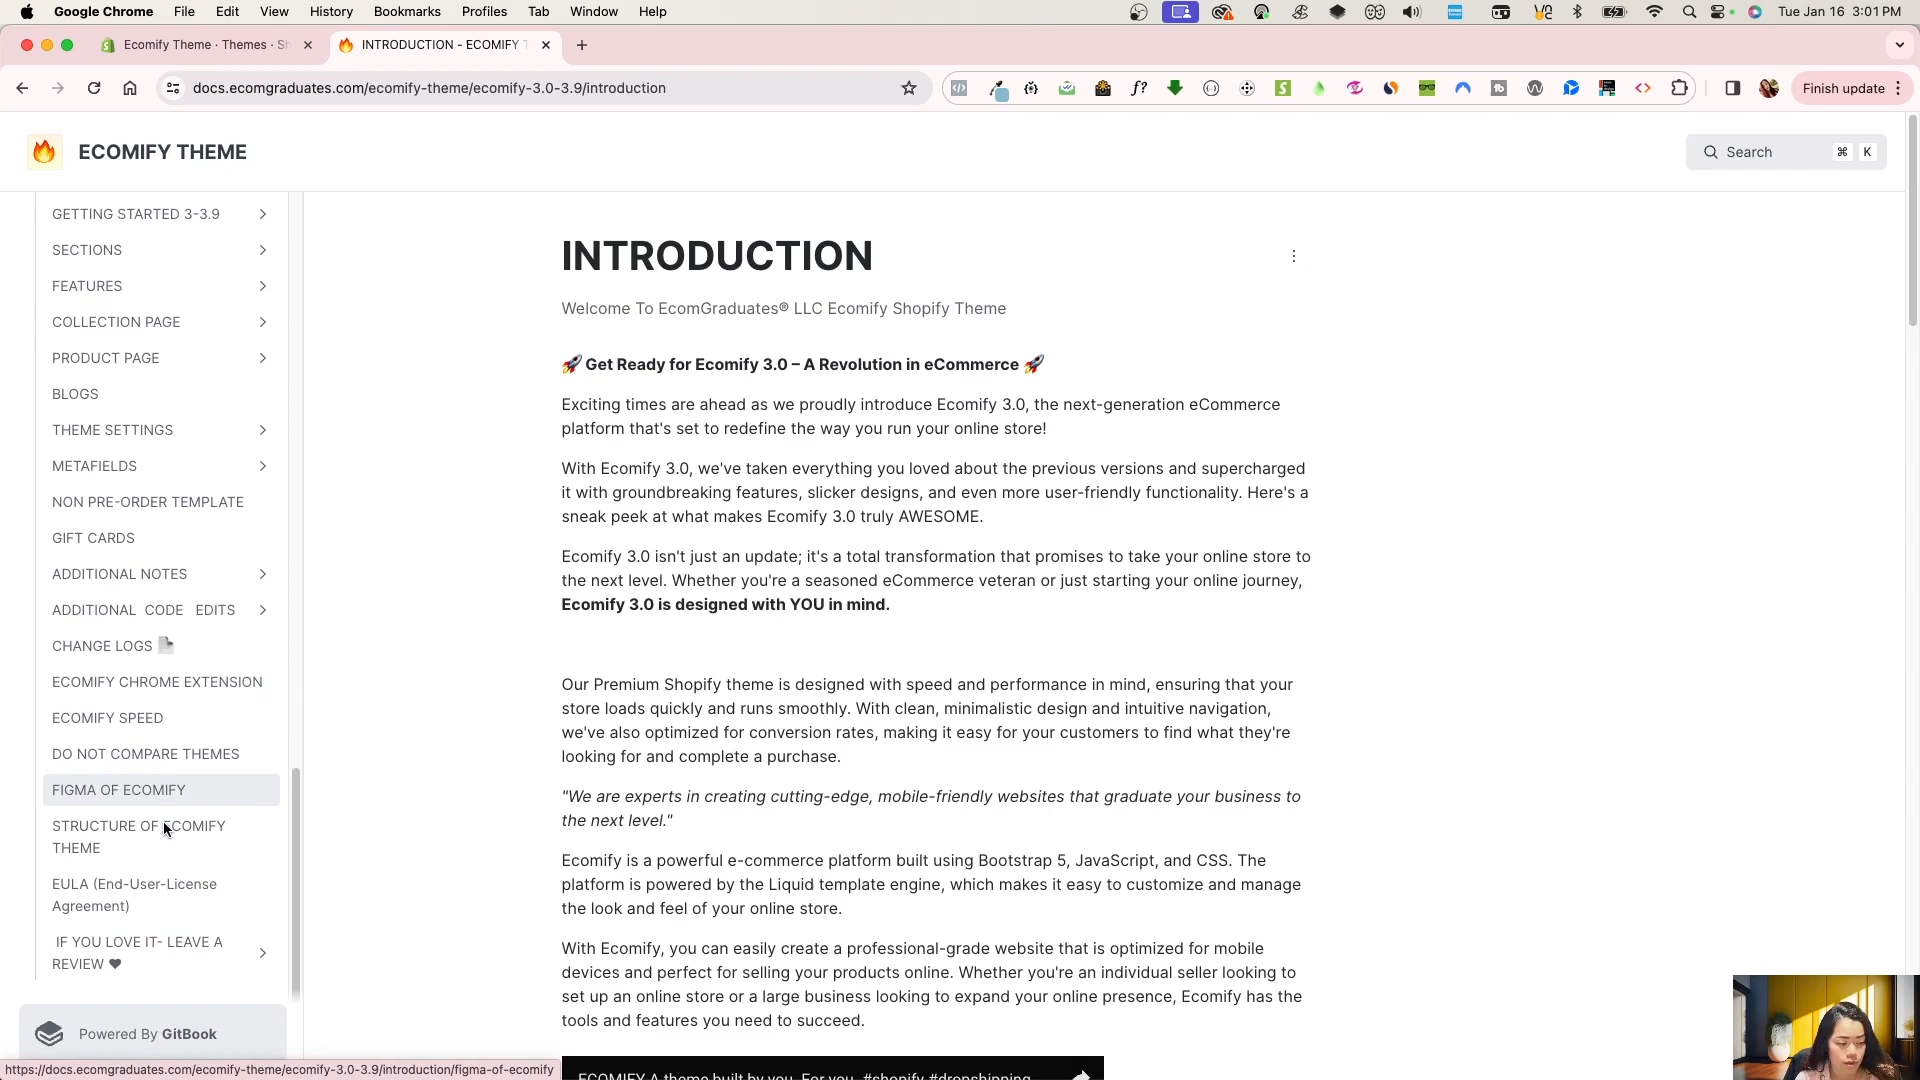 Google Chrome File Edit View History Bookmarks Profiles Tab Window Help Tue Jan 16 3:01 PM
Ecomify Theme · Themes · Sh INTRODUCTION - ECOMIFY T
docs.ecomgraduates.com/ecomify-theme/ecomify-3.0-3.9/introduction Finish update
ECOMIFY THEME
Search ⌘ K
GETTING STARTED 3-3.9
SECTIONS
FEATURES
COLLECTION PAGE
PRODUCT PAGE
BLOGS
THEME SETTINGS
METAFIELDS
NON PRE-ORDER TEMPLATE
GIFT CARDS
ADDITIONAL NOTES
ADDITIONAL CODE EDITS
CHANGE LOGS
ECOMIFY CHROME EXTENSION
ECOMIFY SPEED
DO NOT COMPARE THEMES
FIGMA OF ECOMIFY
STRUCTURE OF ECOMIFY
THEME
EULA (End-User-License
Agreement)
IF YOU LOVE IT- LEAVE A
REVIEW ❤
Powered By GitBook
INTRODUCTION
Welcome To EcomGraduates® LLC Ecomify Shopify Theme
🚀 Get Ready for Ecomify 3.0 – A Revolution in eCommerce 🚀
Exciting times are ahead as we proudly introduce Ecomify 3.0, the next-generation eCommerce
platform that's set to redefine the way you run your online store!
With Ecomify 3.0, we've taken everything you loved about the previous versions and supercharged
it with groundbreaking features, slicker designs, and even more user-friendly functionality. Here's a
sneak peek at what makes Ecomify 3.0 truly AWESOME.
Ecomify 3.0 isn't just an update; it's a total transformation that promises to take your online store to
the next level. Whether you're a seasoned eCommerce veteran or just starting your online journey,
Ecomify 3.0 is designed with YOU in mind.
Our Premium Shopify theme is designed with speed and performance in mind, ensuring that your
store loads quickly and runs smoothly. With clean, minimalistic design and intuitive navigation,
we've also optimized for conversion rates, making it easy for your customers to find what they're
looking for and complete a purchase.
"We are experts in creating cutting-edge, mobile-friendly websites that graduate your business to
the next level."
Ecomify is a powerful e-commerce platform built using Bootstrap 5, JavaScript, and CSS. The
platform is powered by the Liquid template engine, which makes it easy to customize and manage
the look and feel of your online store.
With Ecomify, you can easily create a professional-grade website that is optimized for mobile
devices and perfect for selling your products online. Whether you're an individual seller looking to
set up an online store or a large business looking to expand your online presence, Ecomify has the
tools and features you need to succeed.
ECOMIFY A theme built by you. For you. #shopify #dropshipping
https://docs.ecomgraduates.com/ecomify-theme/ecomify-3.0-3.9/introduction/figma-of-ecomify